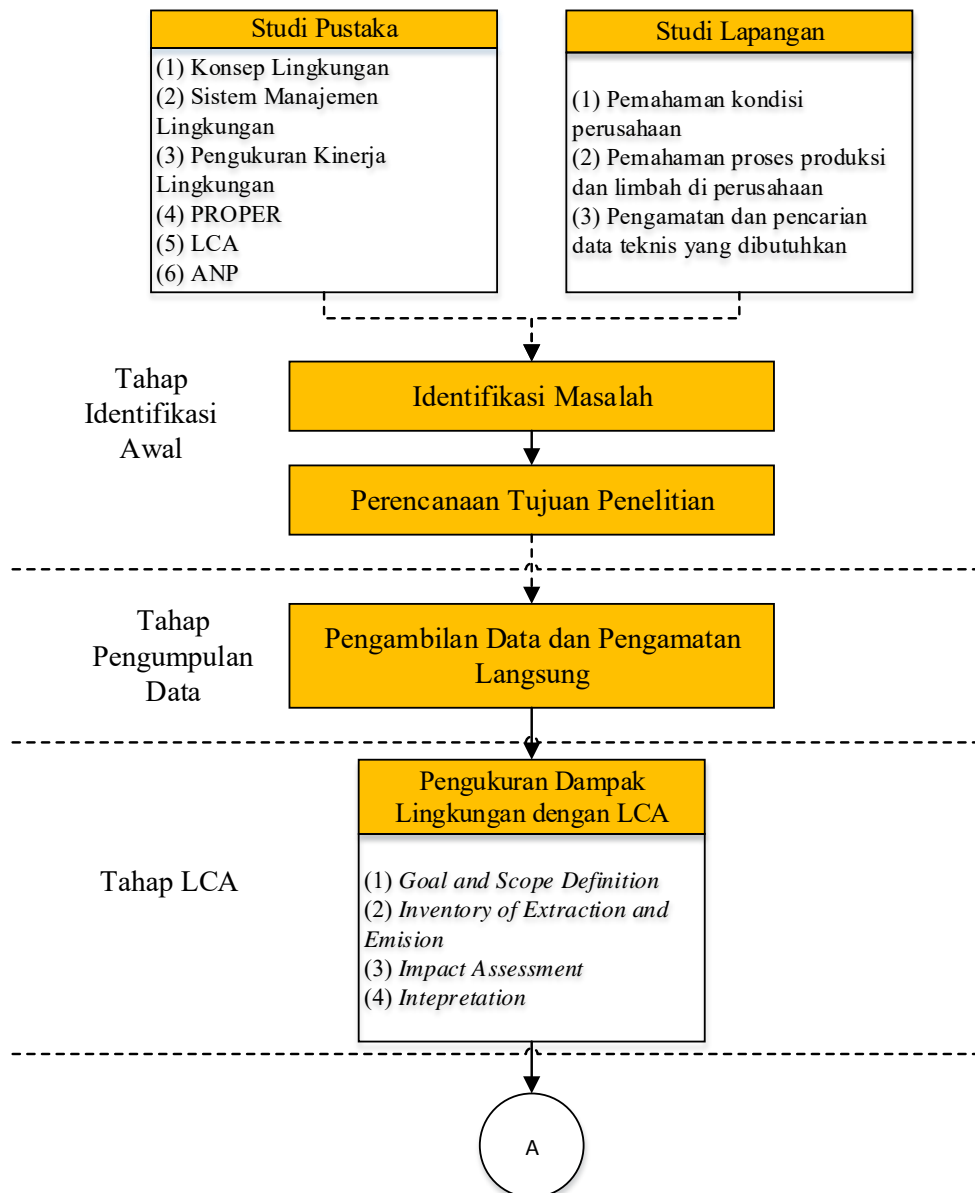 Studi Pustaka
(1) Konsep Lingkungan
(2) Sistem Manajemen
Lingkungan
(3) Pengukuran Kinerja
Lingkungan
(4) PROPER
(5) LCA
(6) ANP
Studi Lapangan
(1) Pemahaman kondisi
perusahaan
(2) Pemahaman proses produksi
dan limbah di perusahaan
(3) Pengamatan dan pencarian
data teknis yang dibutuhkan
Tahap
Identifikasi
Awal
Identifikasi Masalah
Perencanaan Tujuan Penelitian
Tahap
Pengumpulan
Data
Pengambilan Data dan Pengamatan
Langsung
Tahap LCA
Pengukuran Dampak
Lingkungan dengan LCA
(1) Goal and Scope Definition
(2) Inventory of Extraction and
Emision
(3) Impact Assessment
(4) Intepretation
A